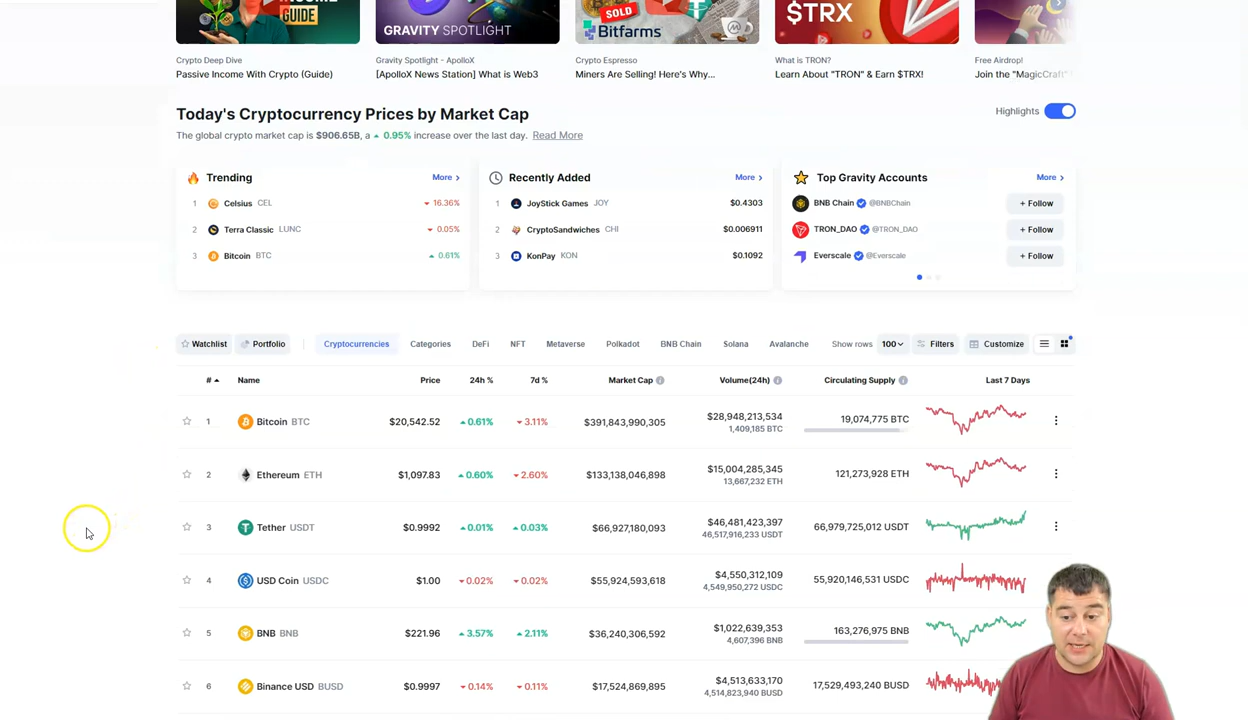 INCOME
GUIDE
GRAVITY SPOTLIGHT
SOLD
Bitfarms
$TRX
Crypto Deep Dive
Passive Income With Crypto (Guide)
Gravity Spotlight - ApolloX
[ApolloX News Station] What is Web3
Crypto Espresso
Miners Are Selling! Here's Why...
What is TRON?
Learn About "TRON" & Earn $TRX!
Free Airdrop!
Join the "MagicCraft"
Today's Cryptocurrency Prices by Market Cap
Highlights
The global crypto market cap is $906.65B, a 0.95% increase over the last day. Read More
Trending
More >
1 Celsius CEL 16.36%
2 Terra Classic LUNC 0.05%
3 Bitcoin BTC 0.61%
Recently Added
More >
1 JoyStick Games JOY $0.4303
2 CryptoSandwiches CHI $0.006911
3 KonPay KON $0.1092
Top Gravity Accounts
More >
BNB Chain @BNBChain + Follow
TRON_DAO @TRON_DAO + Follow
Everscale @Everscale + Follow
Watchlist Portfolio Cryptocurrencies Categories DeFi NFT Metaverse Polkadot BNB Chain Solana Avalanche Show rows 100 Filters Customize
# Name Price 24h % 7d % Market Cap Volume(24h) Circulating Supply Last 7 Days
1 Bitcoin BTC $20,542.52 0.61% 3.11% $391,843,990,305 $28,948,213,534 19,074,775 BTC
1,409,185 BTC
2 Ethereum ETH $1,097.83 0.60% 2.60% $133,138,046,898 $15,004,285,345 121,273,928 ETH
13,667,232 ETH
3 Tether USDT $0.9992 0.01% 0.03% $66,927,180,093 $46,481,423,397 66,979,725,012 USDT
46,517,916,233 USDT
4 USD Coin USDC $1.00 0.02% 0.02% $55,924,593,618 $4,550,312,109 55,920,146,531 USDC
4,549,950,272 USDC
5 BNB BNB $221.96 3.57% 2.11% $36,240,306,592 $1,022,639,353 163,276,975 BNB
4,607,396 BNB
6 Binance USD BUSD $0.9997 0.14% 0.11% $17,524,869,895 $4,513,633,170 17,529,493,240 BUSD
4,514,823,940 BUSD